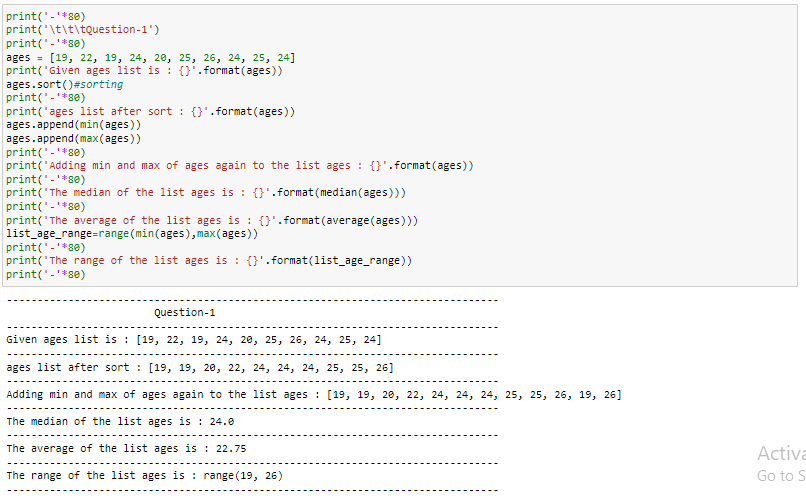 print('-'*80)
print('\t\t\tQuestion-1')
print('-'*80)
ages = [19, 22, 19, 24, 20, 25, 26, 24, 25, 24]
print('Given ages list is : {}'.format(ages))
ages.sort()#sorting
print('-'*80)
print('ages list after sort : {}'.format(ages))
ages.append(min(ages))
ages.append(max(ages))
print('-'*80)
print('Adding min and max of ages again to the list ages : {}'.format(ages))
print('-'*80)
print('The median of the list ages is : {}'.format(median(ages)))
print('-'*80)
print('The average of the list ages is : {}'.format(average(ages)))
list_age_range=range(min(ages),max(ages))
print('-'*80)
print('The range of the list ages is : {}'.format(list_age_range))
print('-'*80)
--------------------------------------------------------------------------------
Question-1
--------------------------------------------------------------------------------
Given ages list is : [19, 22, 19, 24, 20, 25, 26, 24, 25, 24]
--------------------------------------------------------------------------------
ages list after sort : [19, 19, 20, 22, 24, 24, 24, 25, 25, 26]
--------------------------------------------------------------------------------
Adding min and max of ages again to the list ages : [19, 19, 20, 22, 24, 24, 24, 25, 25, 26, 19, 26]
--------------------------------------------------------------------------------
The median of the list ages is : 24.0
--------------------------------------------------------------------------------
The average of the list ages is : 22.75
--------------------------------------------------------------------------------
The range of the list ages is : range(19, 26)
--------------------------------------------------------------------------------
Activa
Go to S